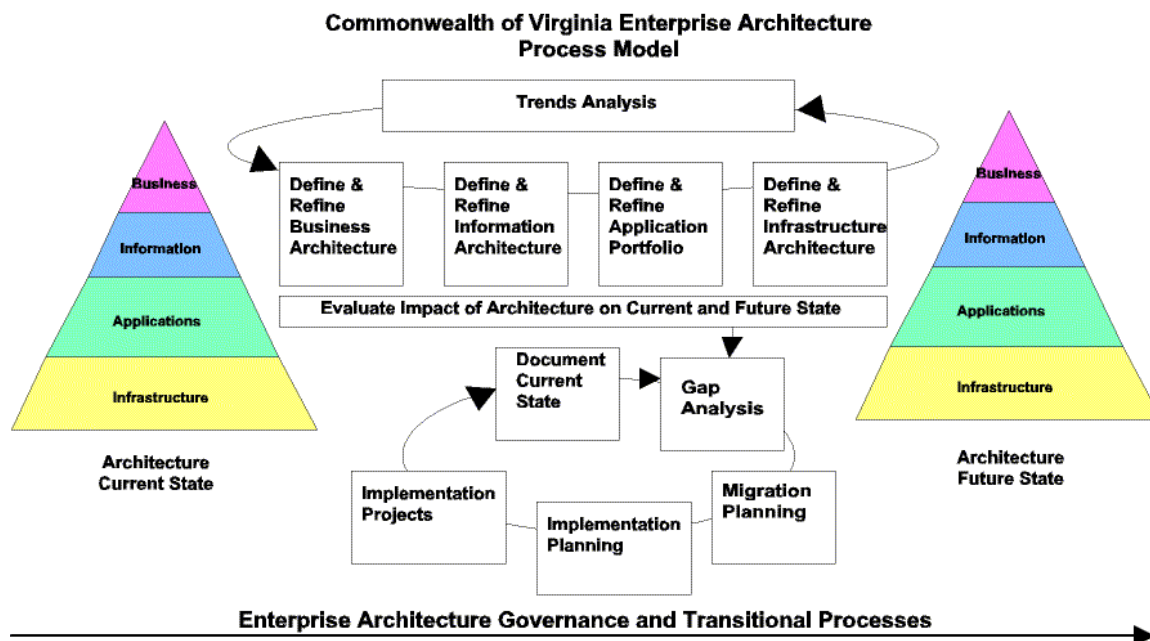 Commonwealth of Virginia Enterprise Architecture
Process Model
Trends Analysis
Business
Information
Applications
Infrastructure
Architecture
Current State
Define &
Refine
Business
Architecture
Define &
Refine
Information
Architecture
Define &
Refine
Application
Portfolio
Define &
Refine
Infrastructure
Architecture
Evaluate Impact of Architecture on Current and Future State
Document
Current
State
Gap
Analysis
Migration
Planning
Implementation
Planning
Implementation
Projects
Business
Information
Applications
Infrastructure
Architecture
Future State
Enterprise Architecture Governance and Transitional Processes